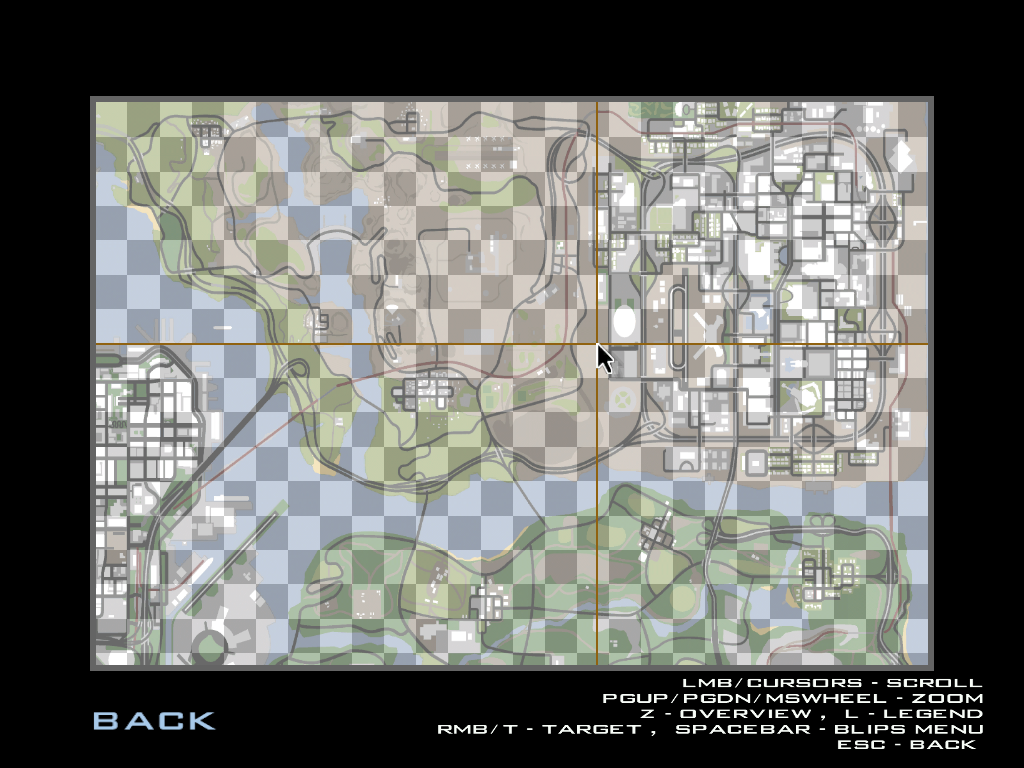 LMB/CURSORS - SCROLL
PGUP/PGDN/MSWHEEL - ZOOM
Z - OVERVIEW , L - LEGEND
RMB/T - TARGET , SPACEBAR - BLIPS MENU
ESC - BACK
BACK